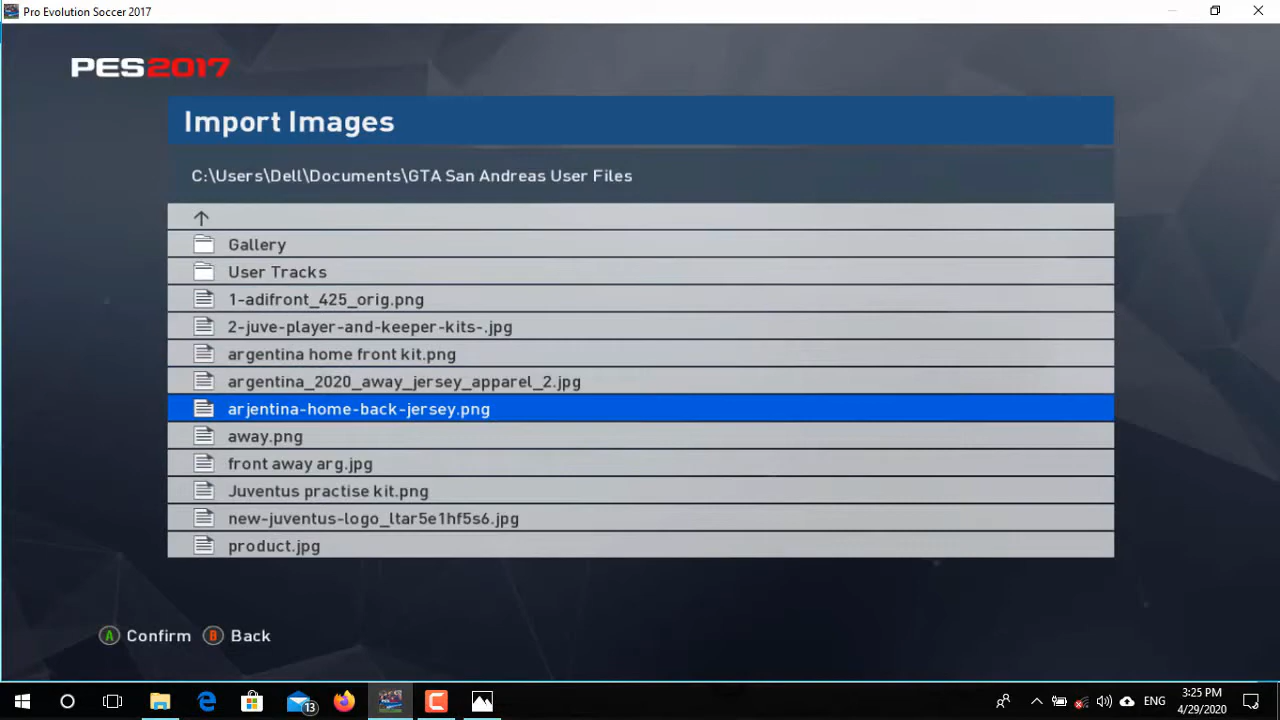 Pro Evolution Soccer 2017
PES2017
Import Images
C:\Users\Dell\Documents\GTA San Andreas User Files
Gallery
User Tracks
1-adifront_425_orig.png
2-juve-player-and-keeper-kits-.jpg
argentina home front kit.png
argentina_2020_away_jersey_apparel_2.jpg
arjentina-home-back-jersey.png
away.png
front away arg.jpg
Juventus practise kit.png
new-juventus-logo_ltar5e1hf5s6.jpg
product.jpg
A Confirm B Back
13
ENG
3:25 PM
4/29/2020